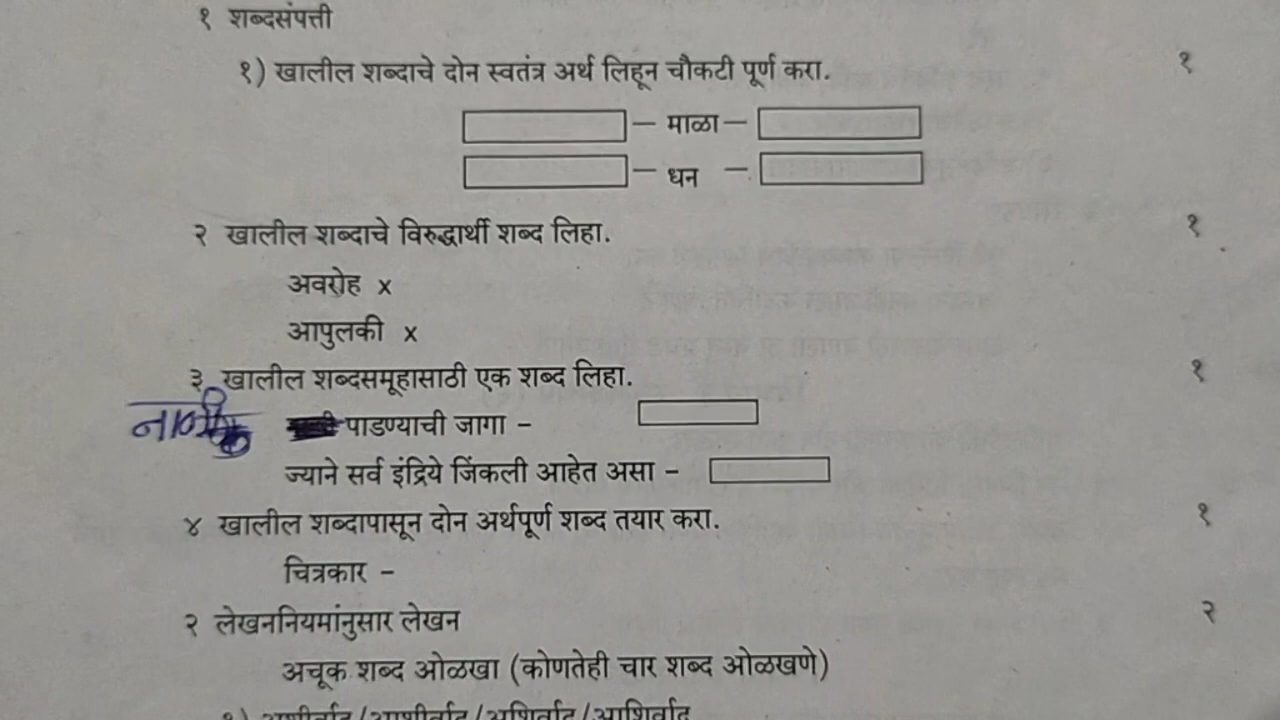 १ शब्दसंपत्ती
१) खालील शब्दाचे दोन स्वतंत्र अर्थ लिहून चौकटी पूर्ण करा. १
– माळा –
– धन –
२ खालील शब्दाचे विरुद्धार्थी शब्द लिहा. १
अवरोह x
आपुलकी x
३ खालील शब्दसमूहासाठी एक शब्द लिहा. १
पाडण्याची जागा –
ज्याने सर्व इंद्रिये जिंकली आहेत असा –
४ खालील शब्दापासून दोन अर्थपूर्ण शब्द तयार करा. १
चित्रकार –
२ लेखननियमांनुसार लेखन २
अचूक शब्द ओळखा (कोणतेही चार शब्द ओळखणे)